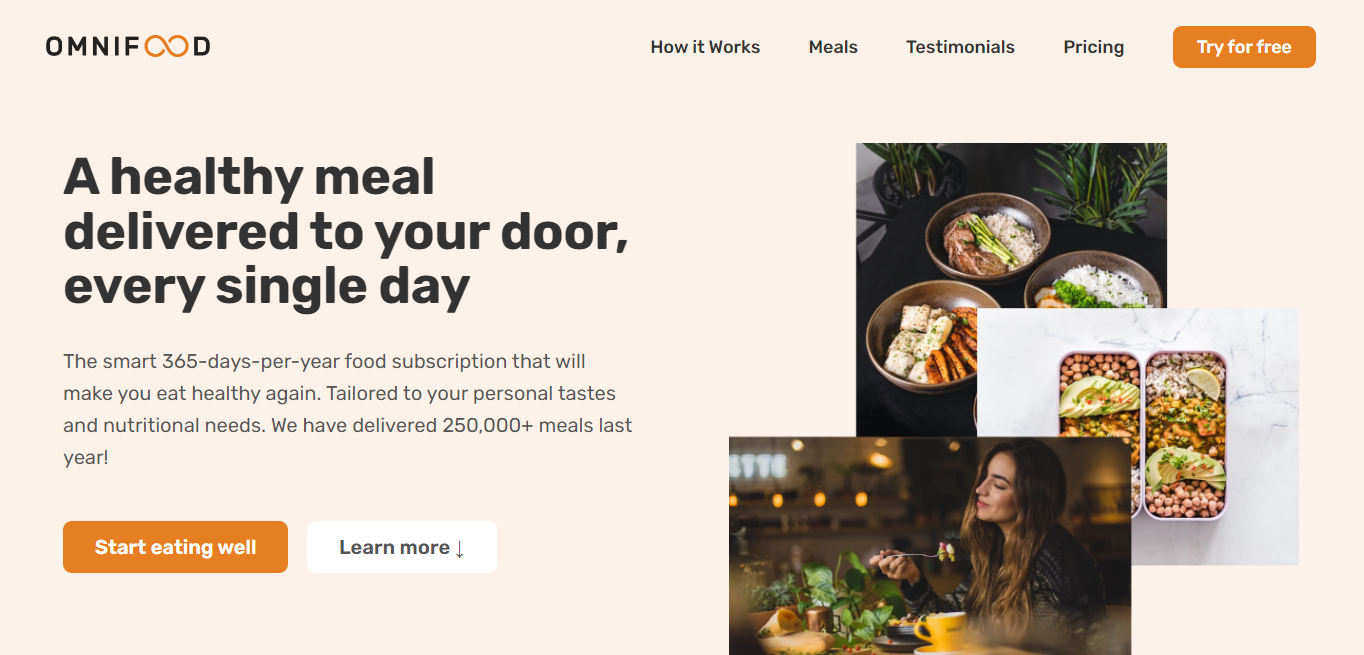 OMNIFOOD
How it Works
Meals
Testimonials
Pricing
Try for free
A healthy meal
delivered to your door,
every single day
The smart 365-days-per-year food subscription that will
make you eat healthy again. Tailored to your personal tastes
and nutritional needs. We have delivered 250,000+ meals last
year!
Start eating well
Learn more ↓